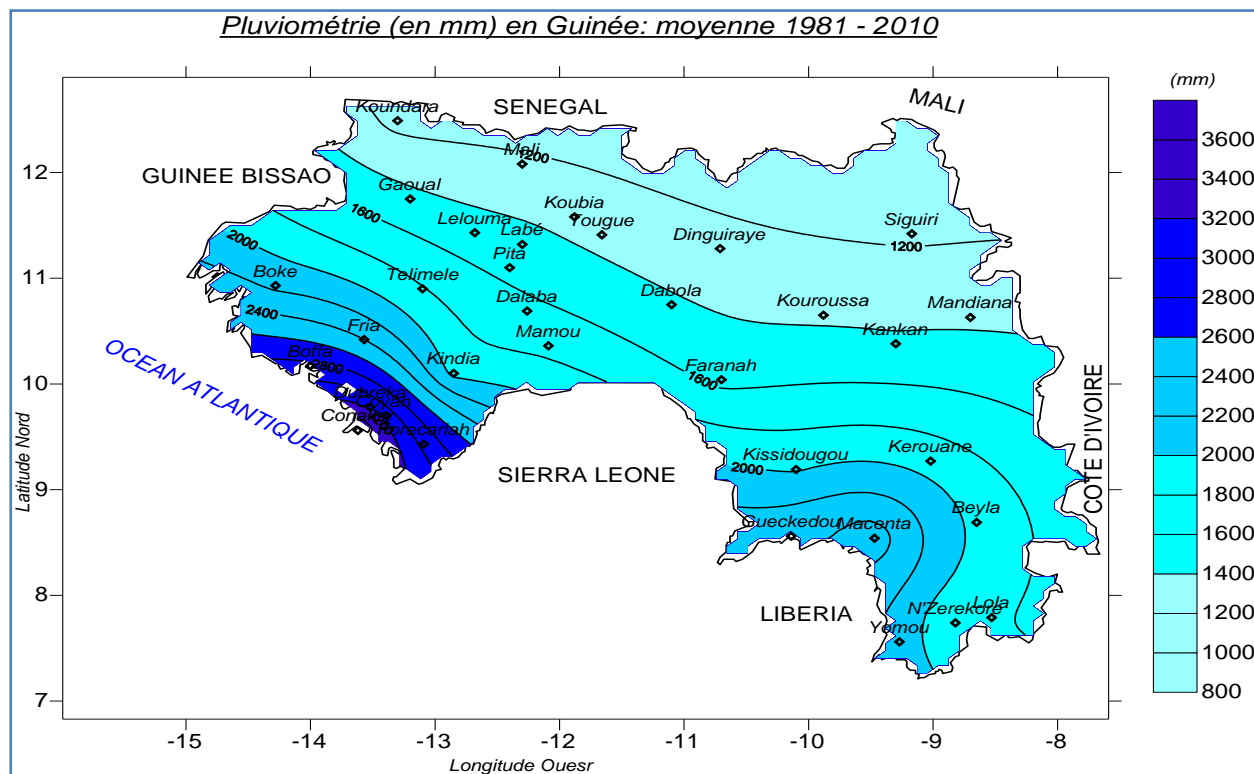 Pluviométrie (en mm) en Guinée: moyenne 1981 - 2010
(mm)
MALI
SENEGAL
Koundara
3600
Mali
1200
12
3400
GUINEE BISSAO
Gaoual
Koubia
3200
1600
Lelouma
Tougue
Siguiri
Labé
Dinguiraye
1200
3000
2000
Pita
11
Boke
Telimele
2800
Dalaba
Dabola
Kouroussa
Mandiana
2400
Fria
Mamou
Kankan
2600
Boffa
2800
Kindia
Faranah
1600
2400
10
OCEAN ATLANTIQUE
Coyah
Forecariah
2200
Latitude Nord
SIERRA LEONE
Kissidougou
Kerouane
COTE D'IVOIRE
2000
2000
9
Beyla
1800
Gueckedou
Macenta
1600
1400
8
LIBERIA
N'Zerekore
Lola
1200
Yomou
1000
7
800
-15
-14
-13
-12
-11
-10
-9
-8
Longitude Ouesr